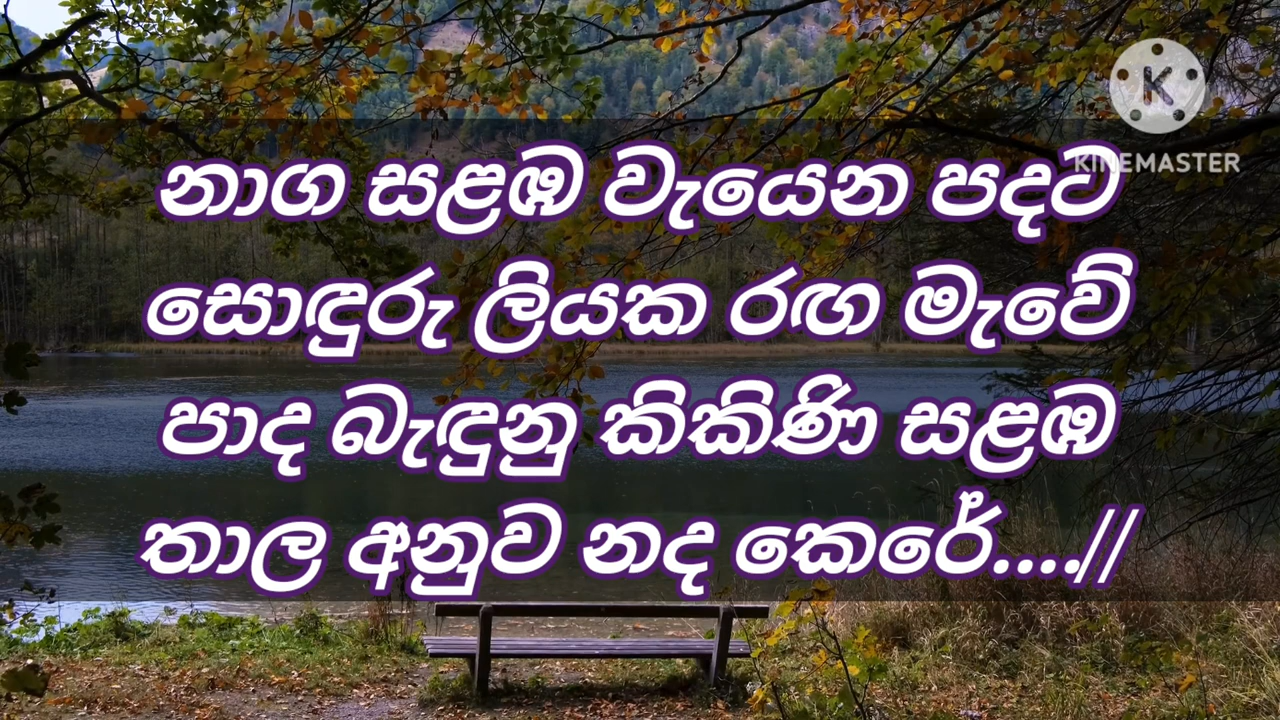 K
KINEMASTER
නාග සළඹ වැයෙන පදට
සොඳුරු ලියක රඟ මැවේ
පාද බැඳුනු කිකිණි සළඹ
තාල අනුව නද කෙරේ....//